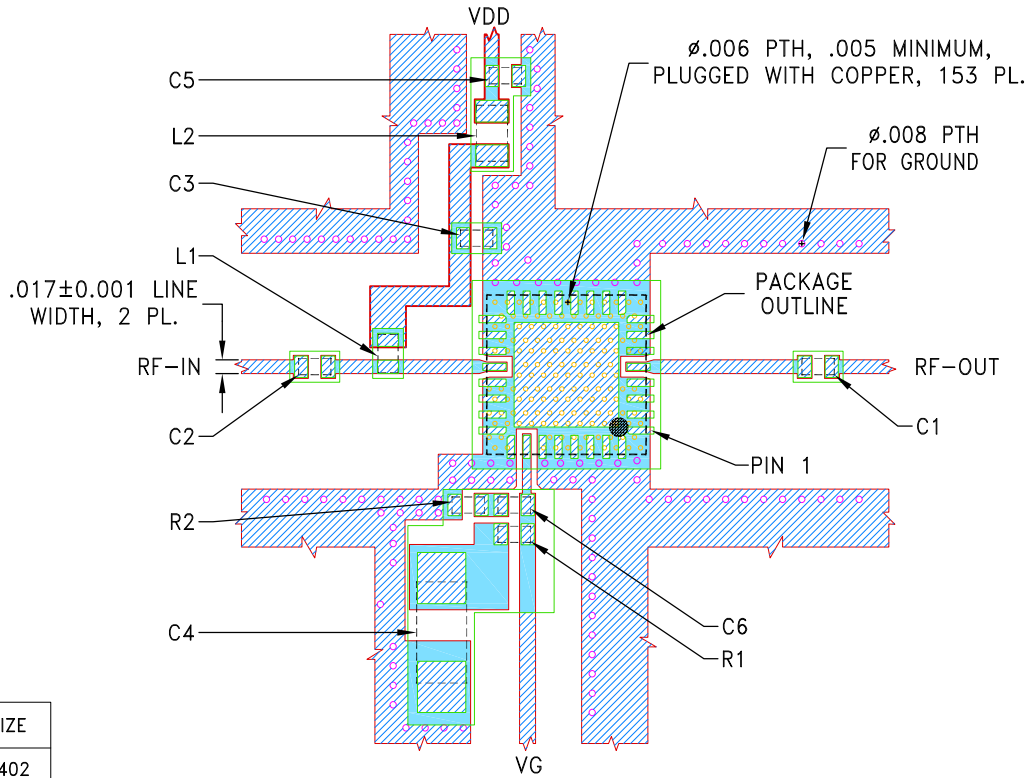 VDD
ø.006 PTH, .005 MINIMUM,
PLUGGED WITH COPPER, 153 PL.
C5
L2
ø.008 PTH
FOR GROUND
C3
L1
.017±0.001 LINE
WIDTH, 2 PL.
PACKAGE
OUTLINE
RF-IN
RF-OUT
C2
C1
PIN 1
R2
C4
C6
R1
VG
IZE
402